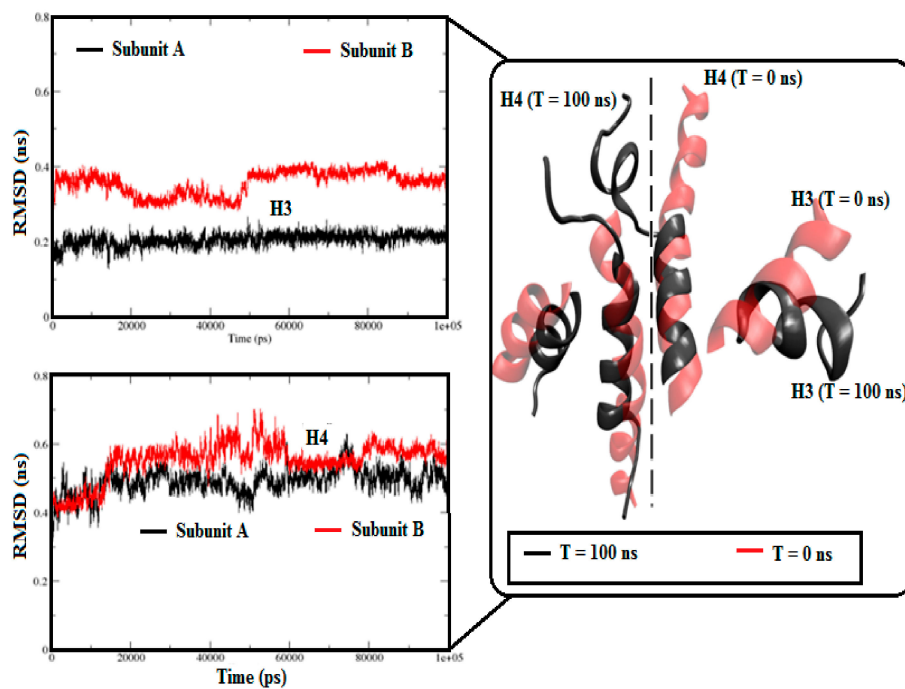 0.8
Subunit A
Subunit B
0.6
RMSD (ns)
0.4
H3
0.2
0
0
20000
40000
60000
80000
1e+05
Time (ps)
0.8
0.6
H4
RMSD (ns)
0.4
Subunit A
Subunit B
0.2
0
0
20000
40000
60000
80000
1e+05
Time (ps)
H4 (T = 100 ns)
H4 (T = 0 ns)
H3 (T = 0 ns)
H3 (T = 100 ns)
T = 100 ns
T = 0 ns